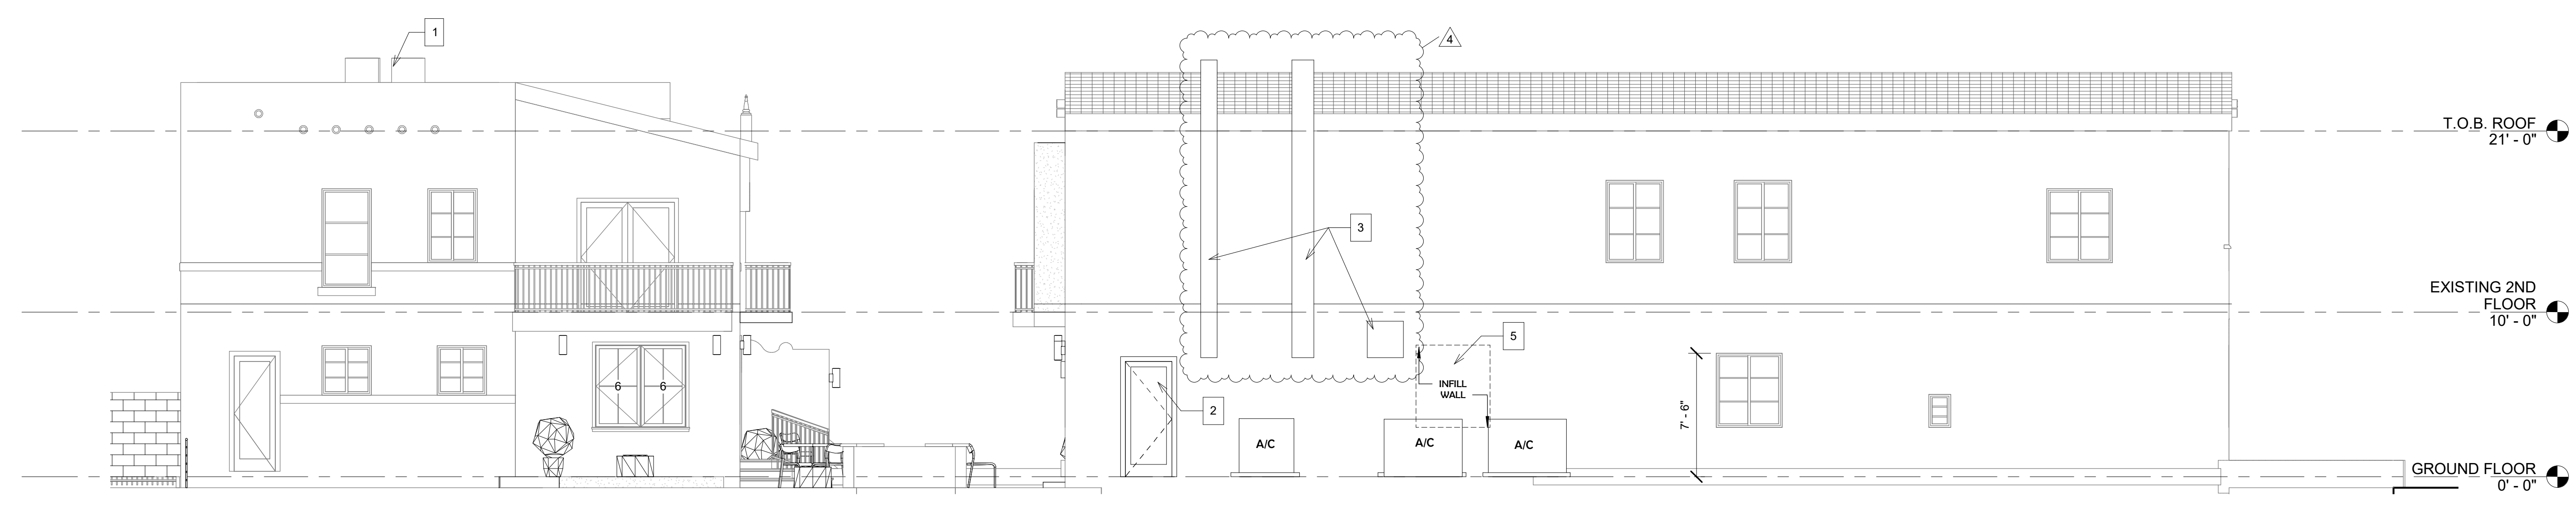 1
4
T.O.B. ROOF
21' - 0"
3
EXISTING 2ND
FLOOR
10' - 0"
5
6 6
INFILL
WALL
2
7' - 6"
A/C A/C A/C
GROUND FLOOR
0' - 0"